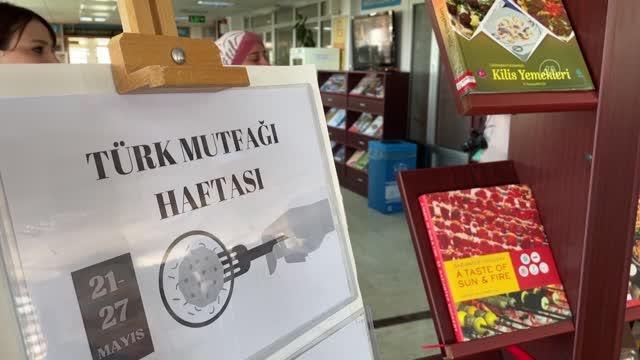 TÜRK MUTFAĞI
HAFTASI
21-
27
MAYIS
Kilis Yemekleri
A TASTE OF
SUN & FIRE